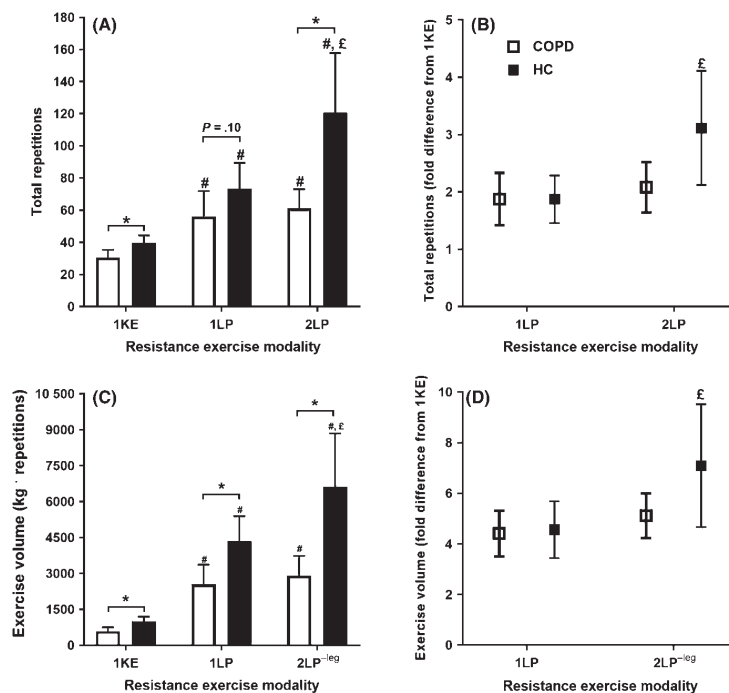 (A)
Total repetitions
180
160
140
120
100
80
60
40
20
0
*
P = .10
#
#
*
#, £
1KE
1LP
2LP
Resistance exercise modality
(B)
COPD
HC
Total repetitions (fold difference from 1KE)
5
4
3
2
1
0
£
1LP
2LP
Resistance exercise modality
(C)
Exercise volume (kg · repetitions)
10 500
9000
7500
6000
4500
3000
1500
0
*
*
#
#
*
#
#, £
1KE
1LP
2LP–leg
Resistance exercise modality
(D)
Exercise volume (fold difference from 1KE)
10
8
6
4
2
0
£
1LP
2LP–leg
Resistance exercise modality